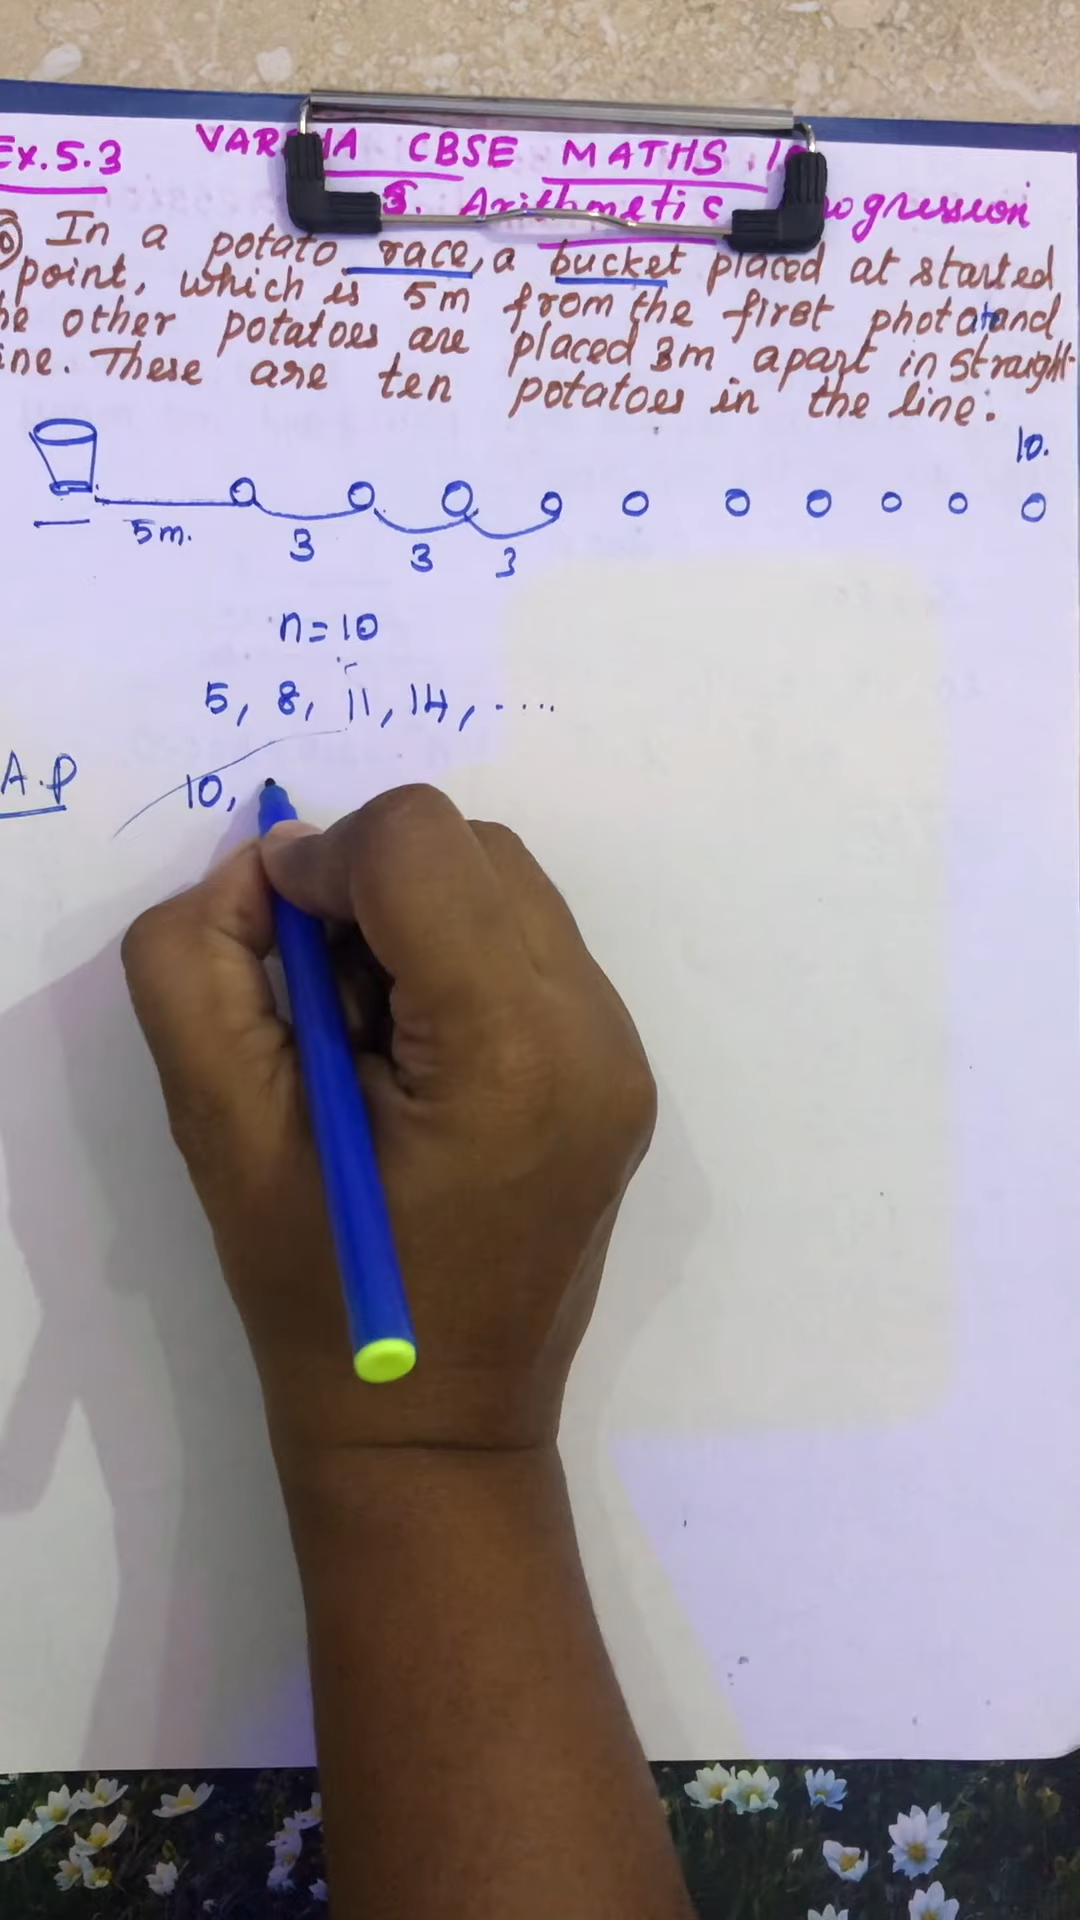 Ex.5.3 CBSE MATHS
5. Arithmetic
In a potato race, a bucket placed at started
point, which is 5m from the first and
other potatoes are placed 3m apart in straight
These are ten potatoes in the line.
10.
5m. 3 3 3
n=10
5, 8, 11, 14, ....
A.P 10,